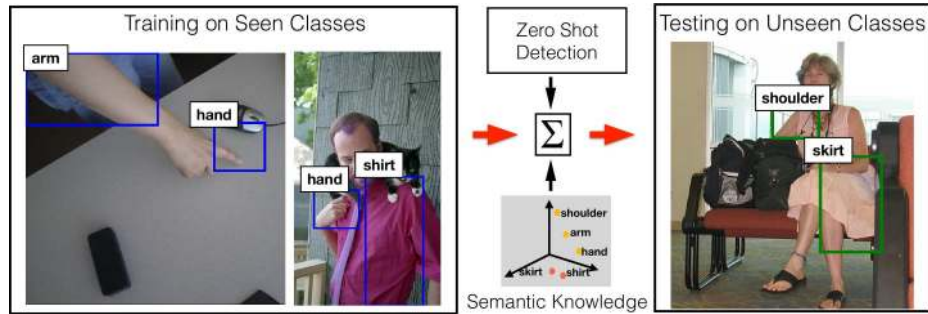 Training on Seen Classes
arm
hand
hand
shirt
Zero Shot
Detection
Σ
shoulder
arm
hand
skirt
shirt
Semantic Knowledge
Testing on Unseen Classes
shoulder
skirt